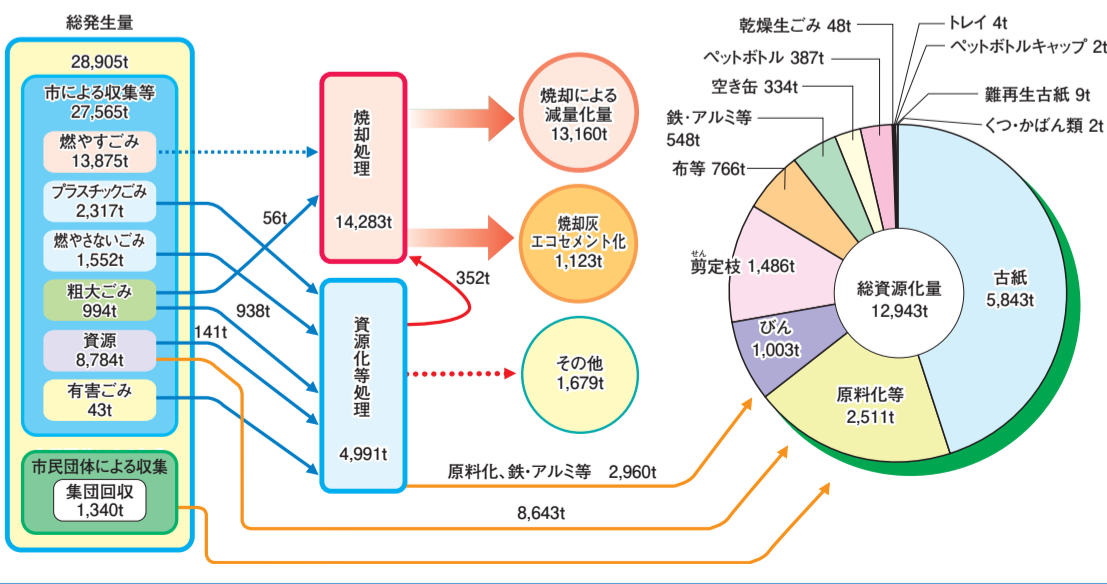 総発生量
28,905t
市による収集等
27,565t
燃やすごみ
13,875t
プラスチックごみ
2,317t
燃やさないごみ
1,552t
粗大ごみ
994t
資源
8,784t
有害ごみ
43t
市民団体による収集
集団回収
1,340t
56t
938t
141t
焼却処理
14,283t
352t
資源化等処理
4,991t
焼却による
減量化量
13,160t
焼却灰
エコセメント化
1,123t
その他
1,679t
原料化、鉄・アルミ等 2,960t
8,643t
乾燥生ごみ 48t
ペットボトル 387t
空き缶 334t
鉄・アルミ等
548t
布等 766t
せん
剪定枝 1,486t
びん
1,003t
原料化等
2,511t
古紙
5,843t
総資源化量
12,943t
トレイ 4t
ペットボトルキャップ 2t
難再生古紙 9t
くつ・かばん類 2t